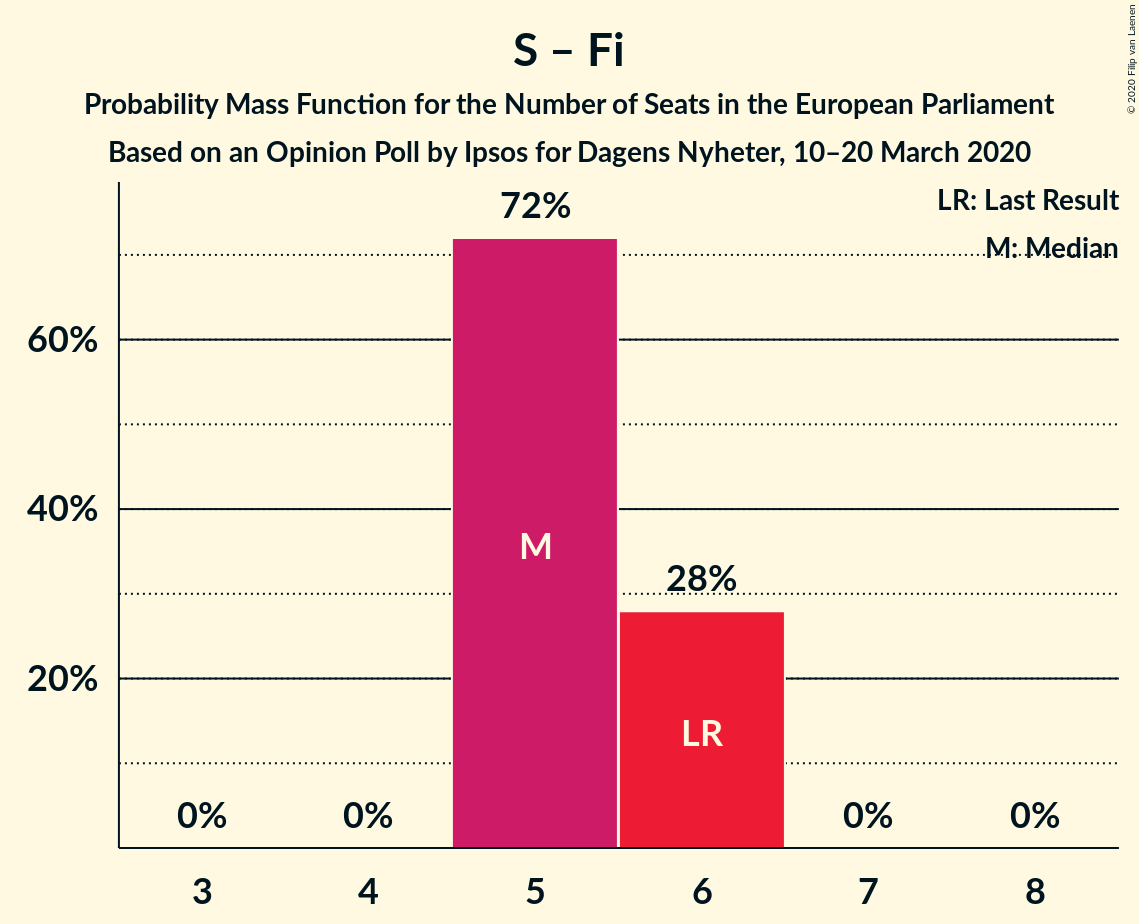 S – Fi
Probability Mass Function for the Number of Seats in the European Parliament
Based on an Opinion Poll by Ipsos for Dagens Nyheter, 10–20 March 2020
© 2020 Filip van Laenen
LR: Last Result
M: Median
72%
60%
40%
M
28%
20%
LR
0% 0% 0% 0%
3 4 5 6 7 8